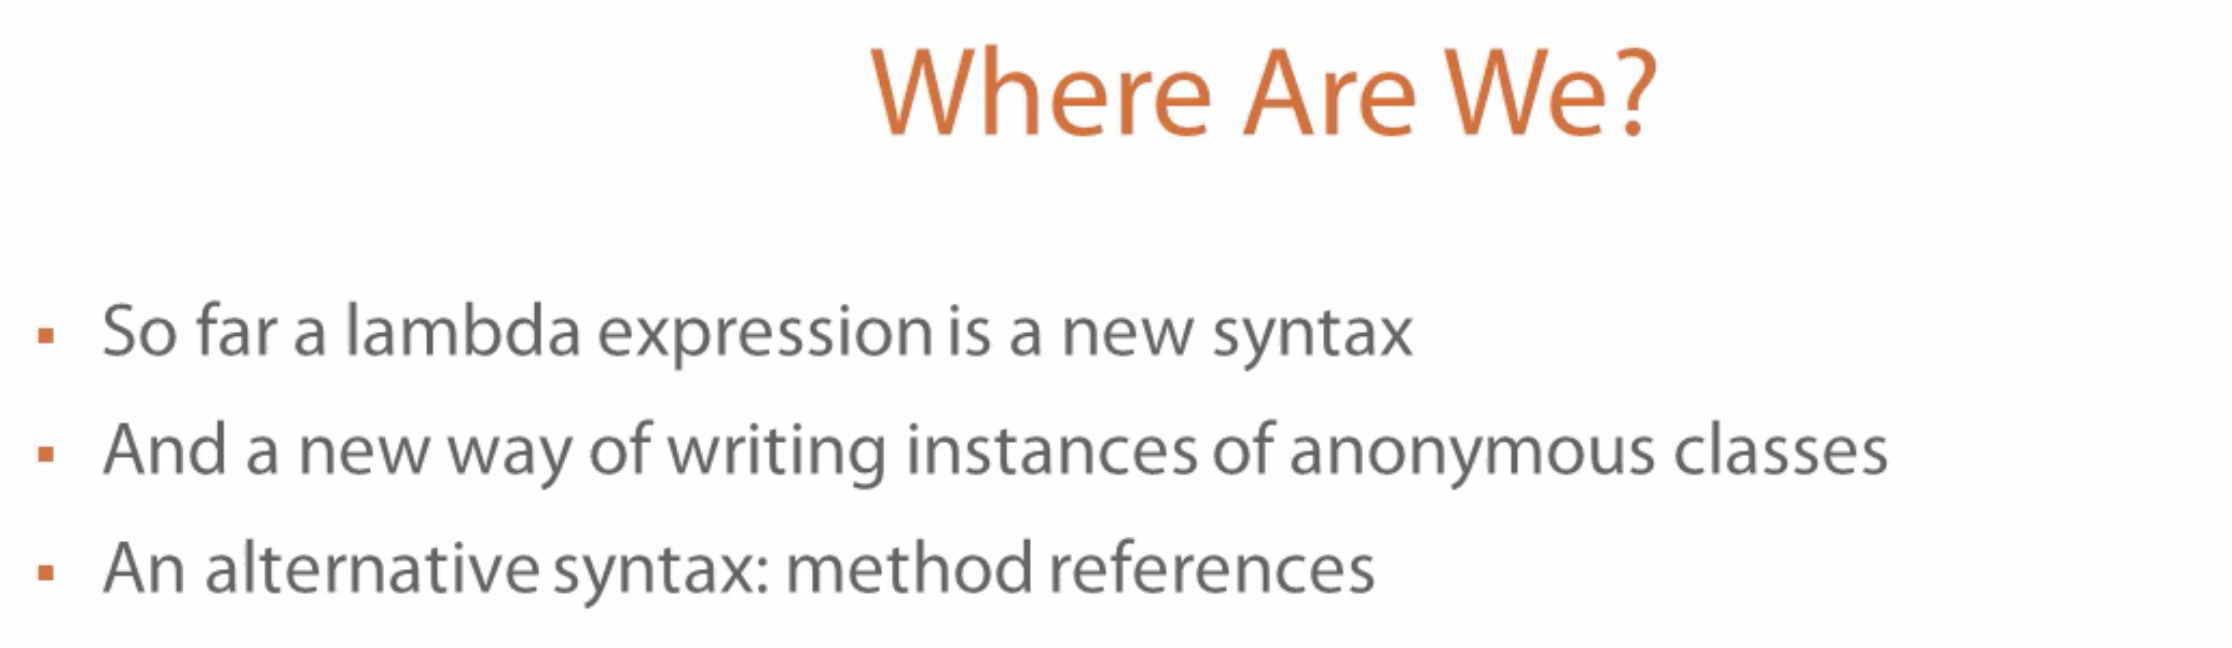 Where Are We?
So far a lambda expression is a new syntax
And a new way of writing instances of anonymous classes
An alternative syntax: method references